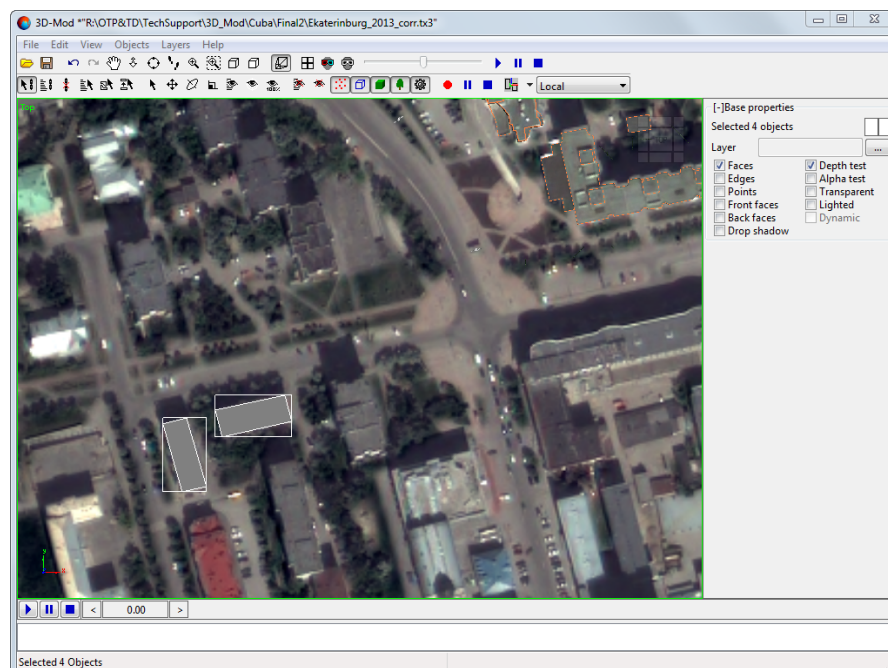 3D-Mod *"R:\OTP&TD\TechSupport\3D_Mod\Cuba\Final2\Ekaterinburg_2013_corr.tx3"
File Edit View Objects Layers Help
Local
Top
[-]Base properties
Selected 4 objects
Layer ...
Faces Depth test
Edges Alpha test
Points Transparent
Front faces Lighted
Back faces Dynamic
Drop shadow
y
x
< 0.00 >
Selected 4 Objects